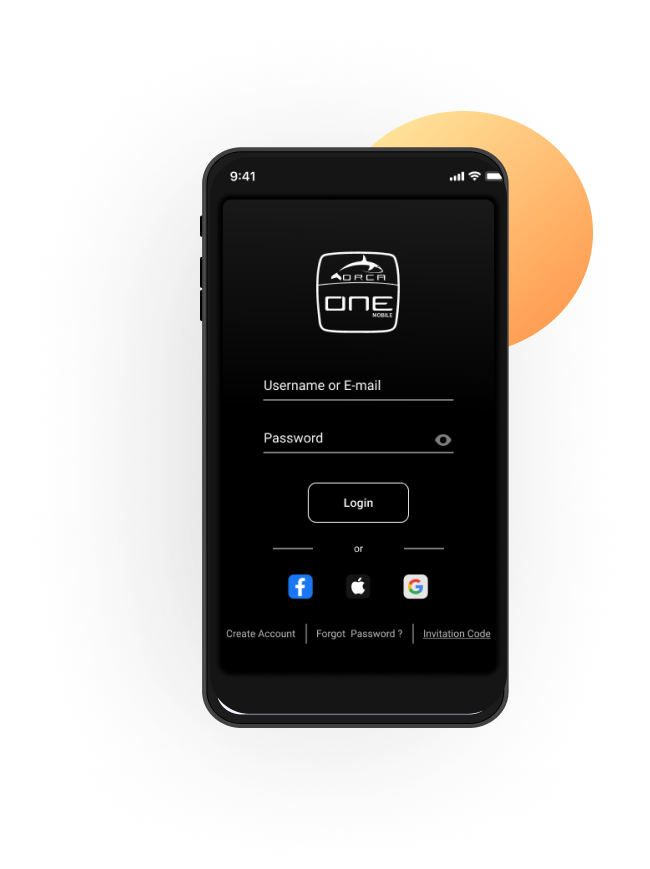 9:41
ORCA
ONE
MOBILE
Username or E-mail
Password
Login
or
Create Account
Forgot Password ?
Invitation Code